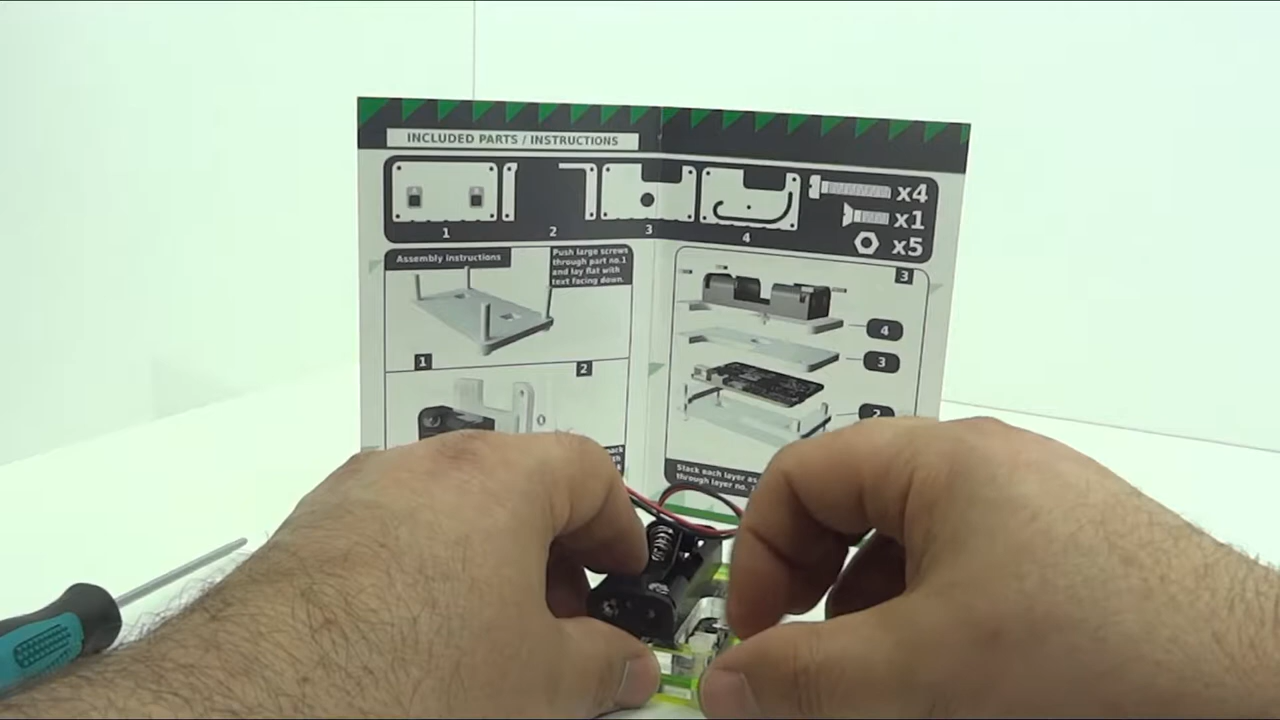 INCLUDED PARTS / INSTRUCTIONS
x4
x1
x5
1
2
3
4
Assembly instructions
Push large screws
through part no.1
and lay flat with
text facing down.
1
2
3
4
3
2
Stack each layer as
through layer no.